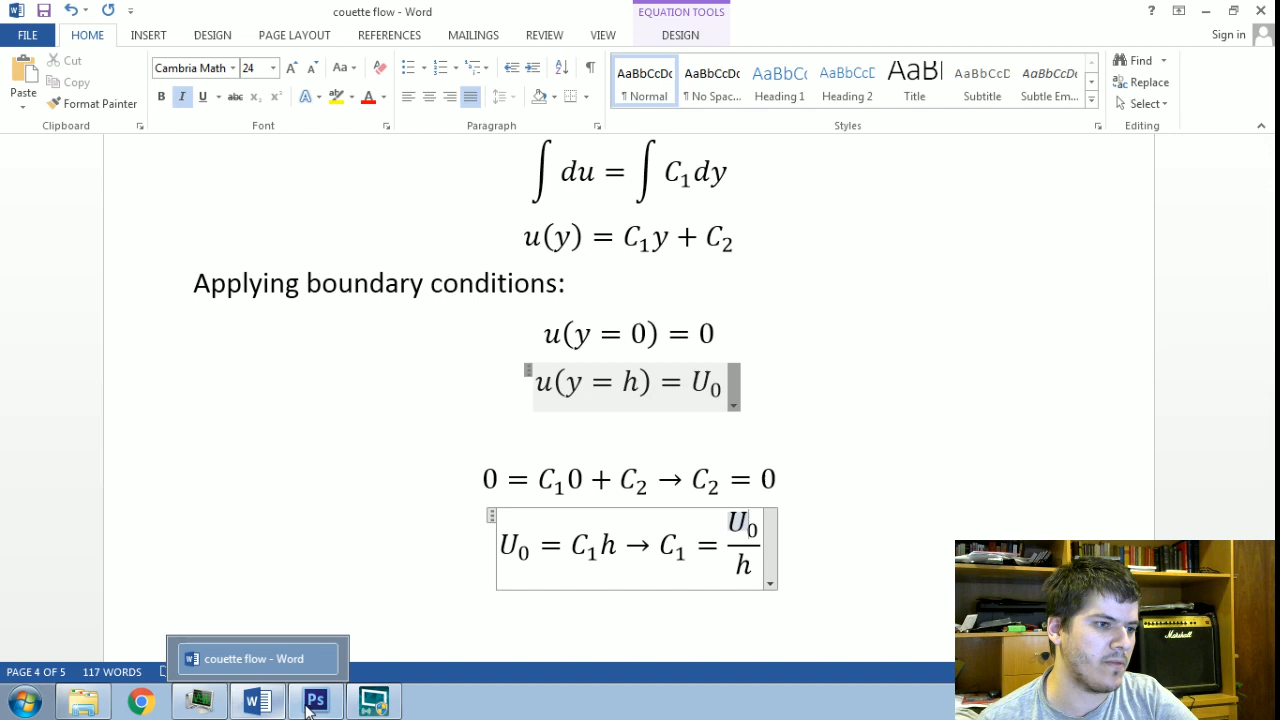 couette flow - Word
EQUATION TOOLS
FILE HOME INSERT DESIGN PAGE LAYOUT REFERENCES MAILINGS REVIEW VIEW DESIGN Sign in
Cut
Copy
Format Painter
Paste
Clipboard
Cambria Math 24
Font
Paragraph
AaBbCcDc AaBbCcDc AaBbCc AaBbCcD AaBl AaBbCcD AaBbCcDc
¶ Normal ¶ No Spac... Heading 1 Heading 2 Title Subtitle Subtle Em...
Styles
Find
Replace
Select
Editing
∫ du = ∫ C₁dy
u(y) = C₁y + C₂
Applying boundary conditions:
u(y = 0) = 0
u(y = h) = U₀
0 = C₁0 + C₂ → C₂ = 0
U₀ = C₁h → C₁ = U₀/h
couette flow - Word
PAGE 4 OF 5 117 WORDS
Ps
Marshall